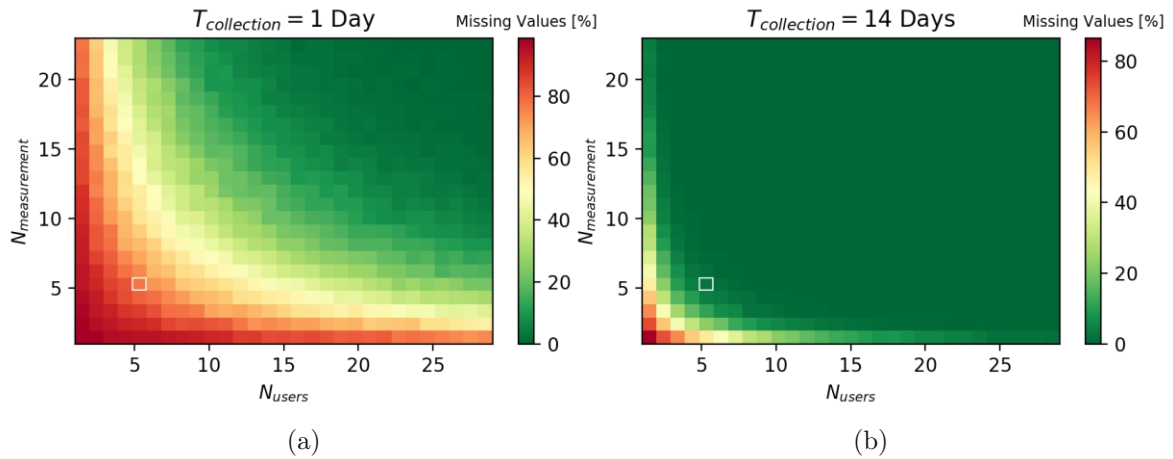 T_collection = 1 Day
Missing Values [%]
80
60
40
20
0
20
15
10
5
N_measurement
5 10 15 20 25
N_users
(a)
T_collection = 14 Days
Missing Values [%]
80
60
40
20
0
20
15
10
5
N_measurement
5 10 15 20 25
N_users
(b)